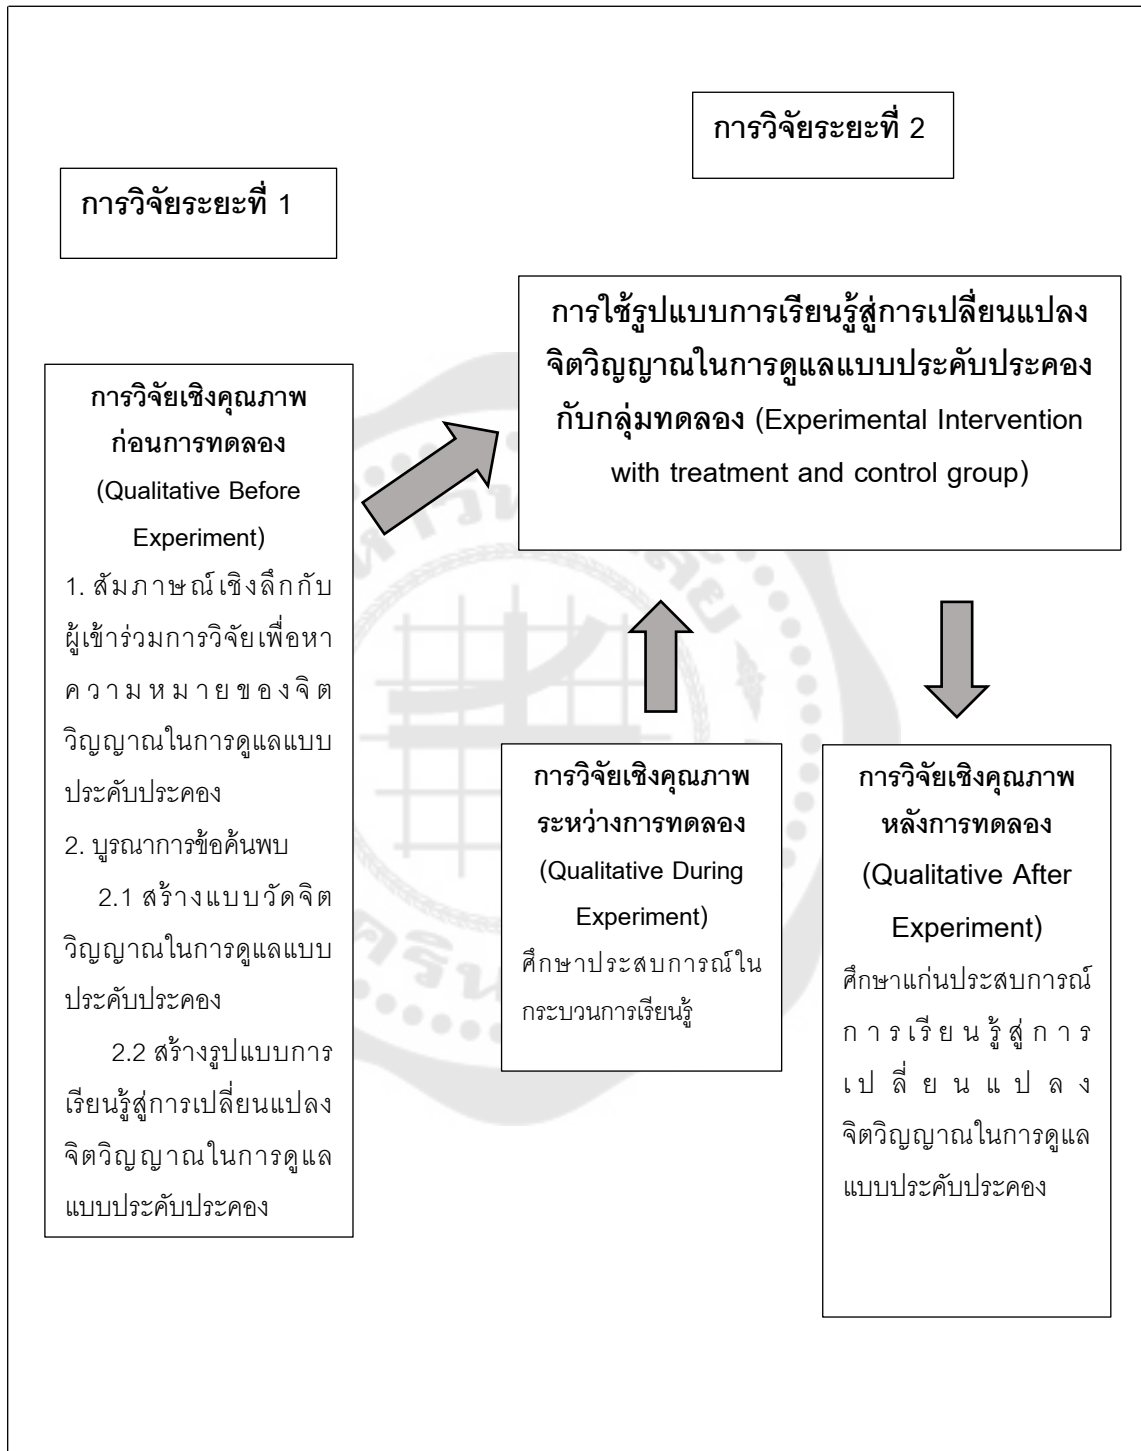 การวิจัยระยะที่ 1
การวิจัยระยะที่ 2
การวิจัยเชิงคุณภาพ
ก่อนการทดลอง
(Qualitative Before
Experiment)
1. สัมภาษณ์เชิงลึกกับ
ผู้เข้าร่วมการวิจัยเพื่อหา
ความหมายของจิต
วิญญาณในการดูแลแบบ
ประคับประคอง
2. บูรณาการข้อค้นพบ
2.1 สร้างแบบวัดจิต
วิญญาณในการดูแลแบบ
ประคับประคอง
2.2 สร้างรูปแบบการ
เรียนรู้สู่การเปลี่ยนแปลง
จิตวิญญาณในการดูแล
แบบประคับประคอง
การใช้รูปแบบการเรียนรู้สู่การเปลี่ยนแปลง
จิตวิญญาณในการดูแลแบบประคับประคอง
กับกลุ่มทดลอง (Experimental Intervention
with treatment and control group)
การวิจัยเชิงคุณภาพ
ระหว่างการทดลอง
(Qualitative During
Experiment)
ศึกษาประสบการณ์ใน
กระบวนการเรียนรู้
การวิจัยเชิงคุณภาพ
หลังการทดลอง
(Qualitative After
Experiment)
ศึกษาแก่นประสบการณ์
การเรียนรู้สู่การ
เปลี่ยนแปลง
จิตวิญญาณในการดูแล
แบบประคับประคอง